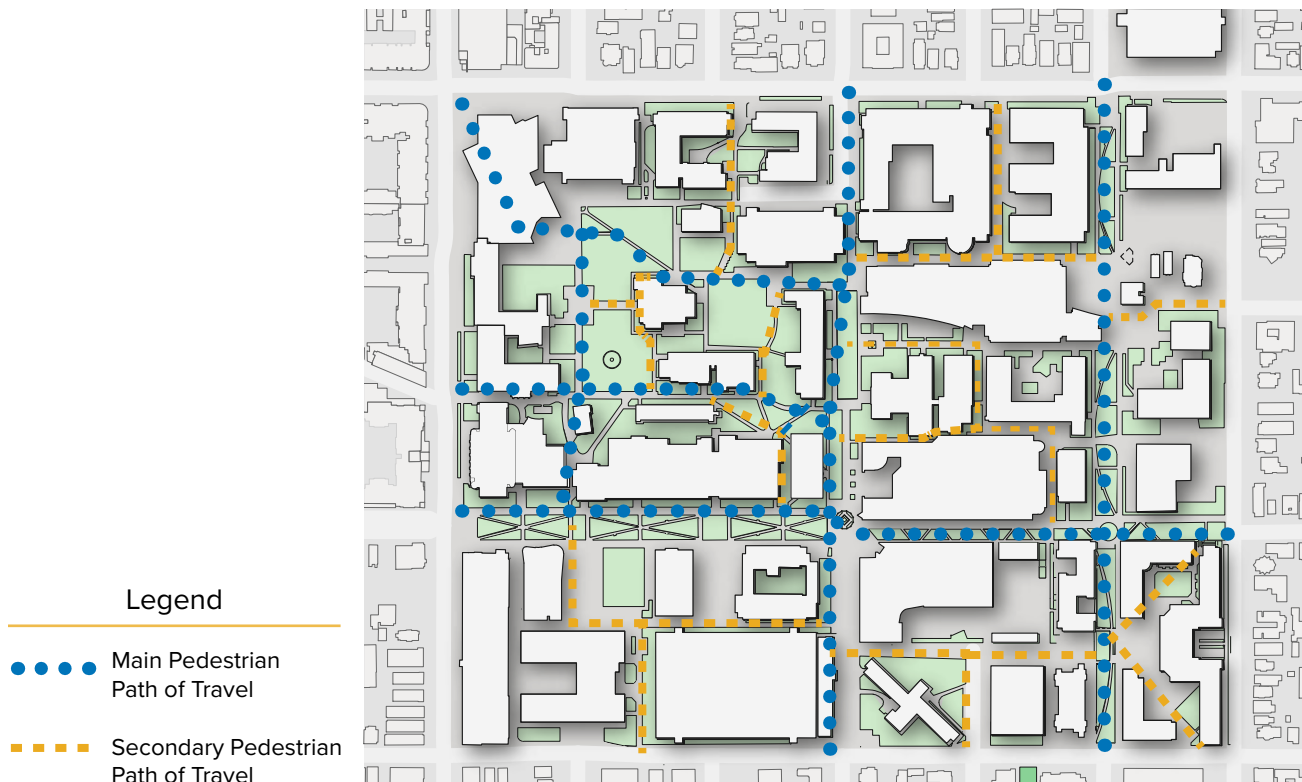 Legend
Main Pedestrian
Path of Travel
Secondary Pedestrian
Path of Travel